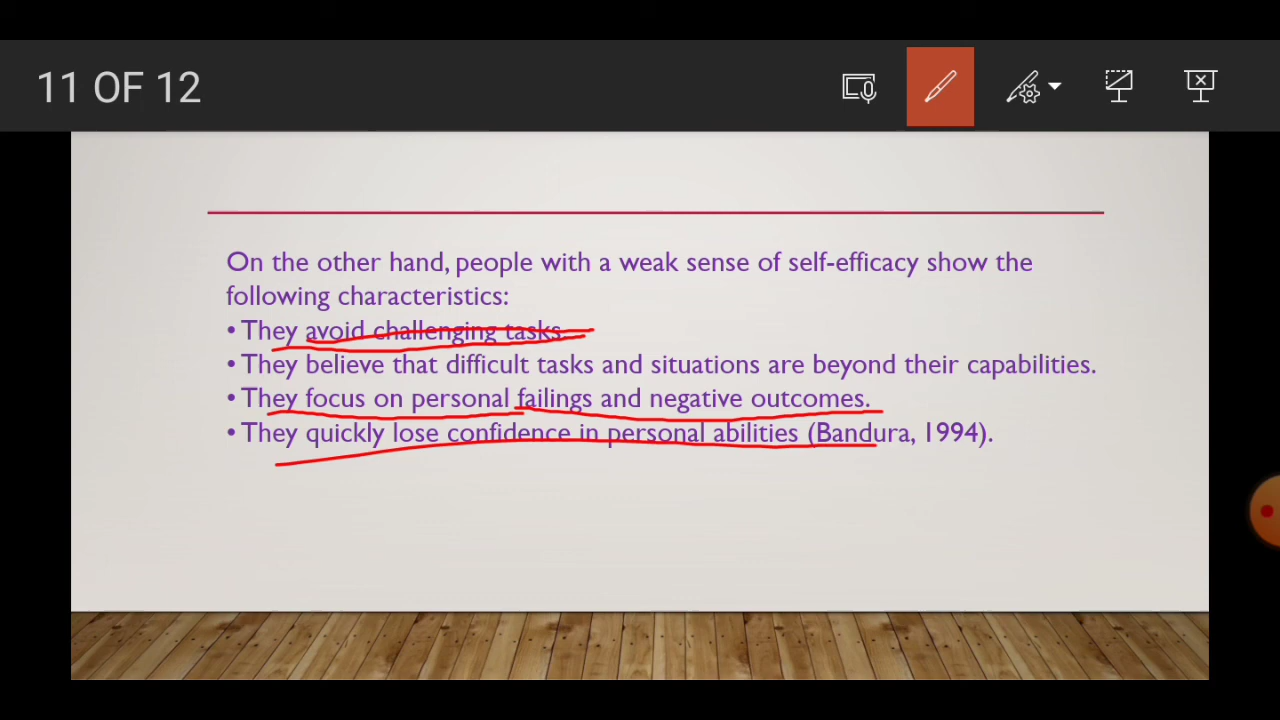 11 OF 12
On the other hand, people with a weak sense of self-efficacy show the
following characteristics:
• They avoid challenging tasks.
• They believe that difficult tasks and situations are beyond their capabilities.
• They focus on personal failings and negative outcomes.
• They quickly lose confidence in personal abilities (Bandura, 1994).